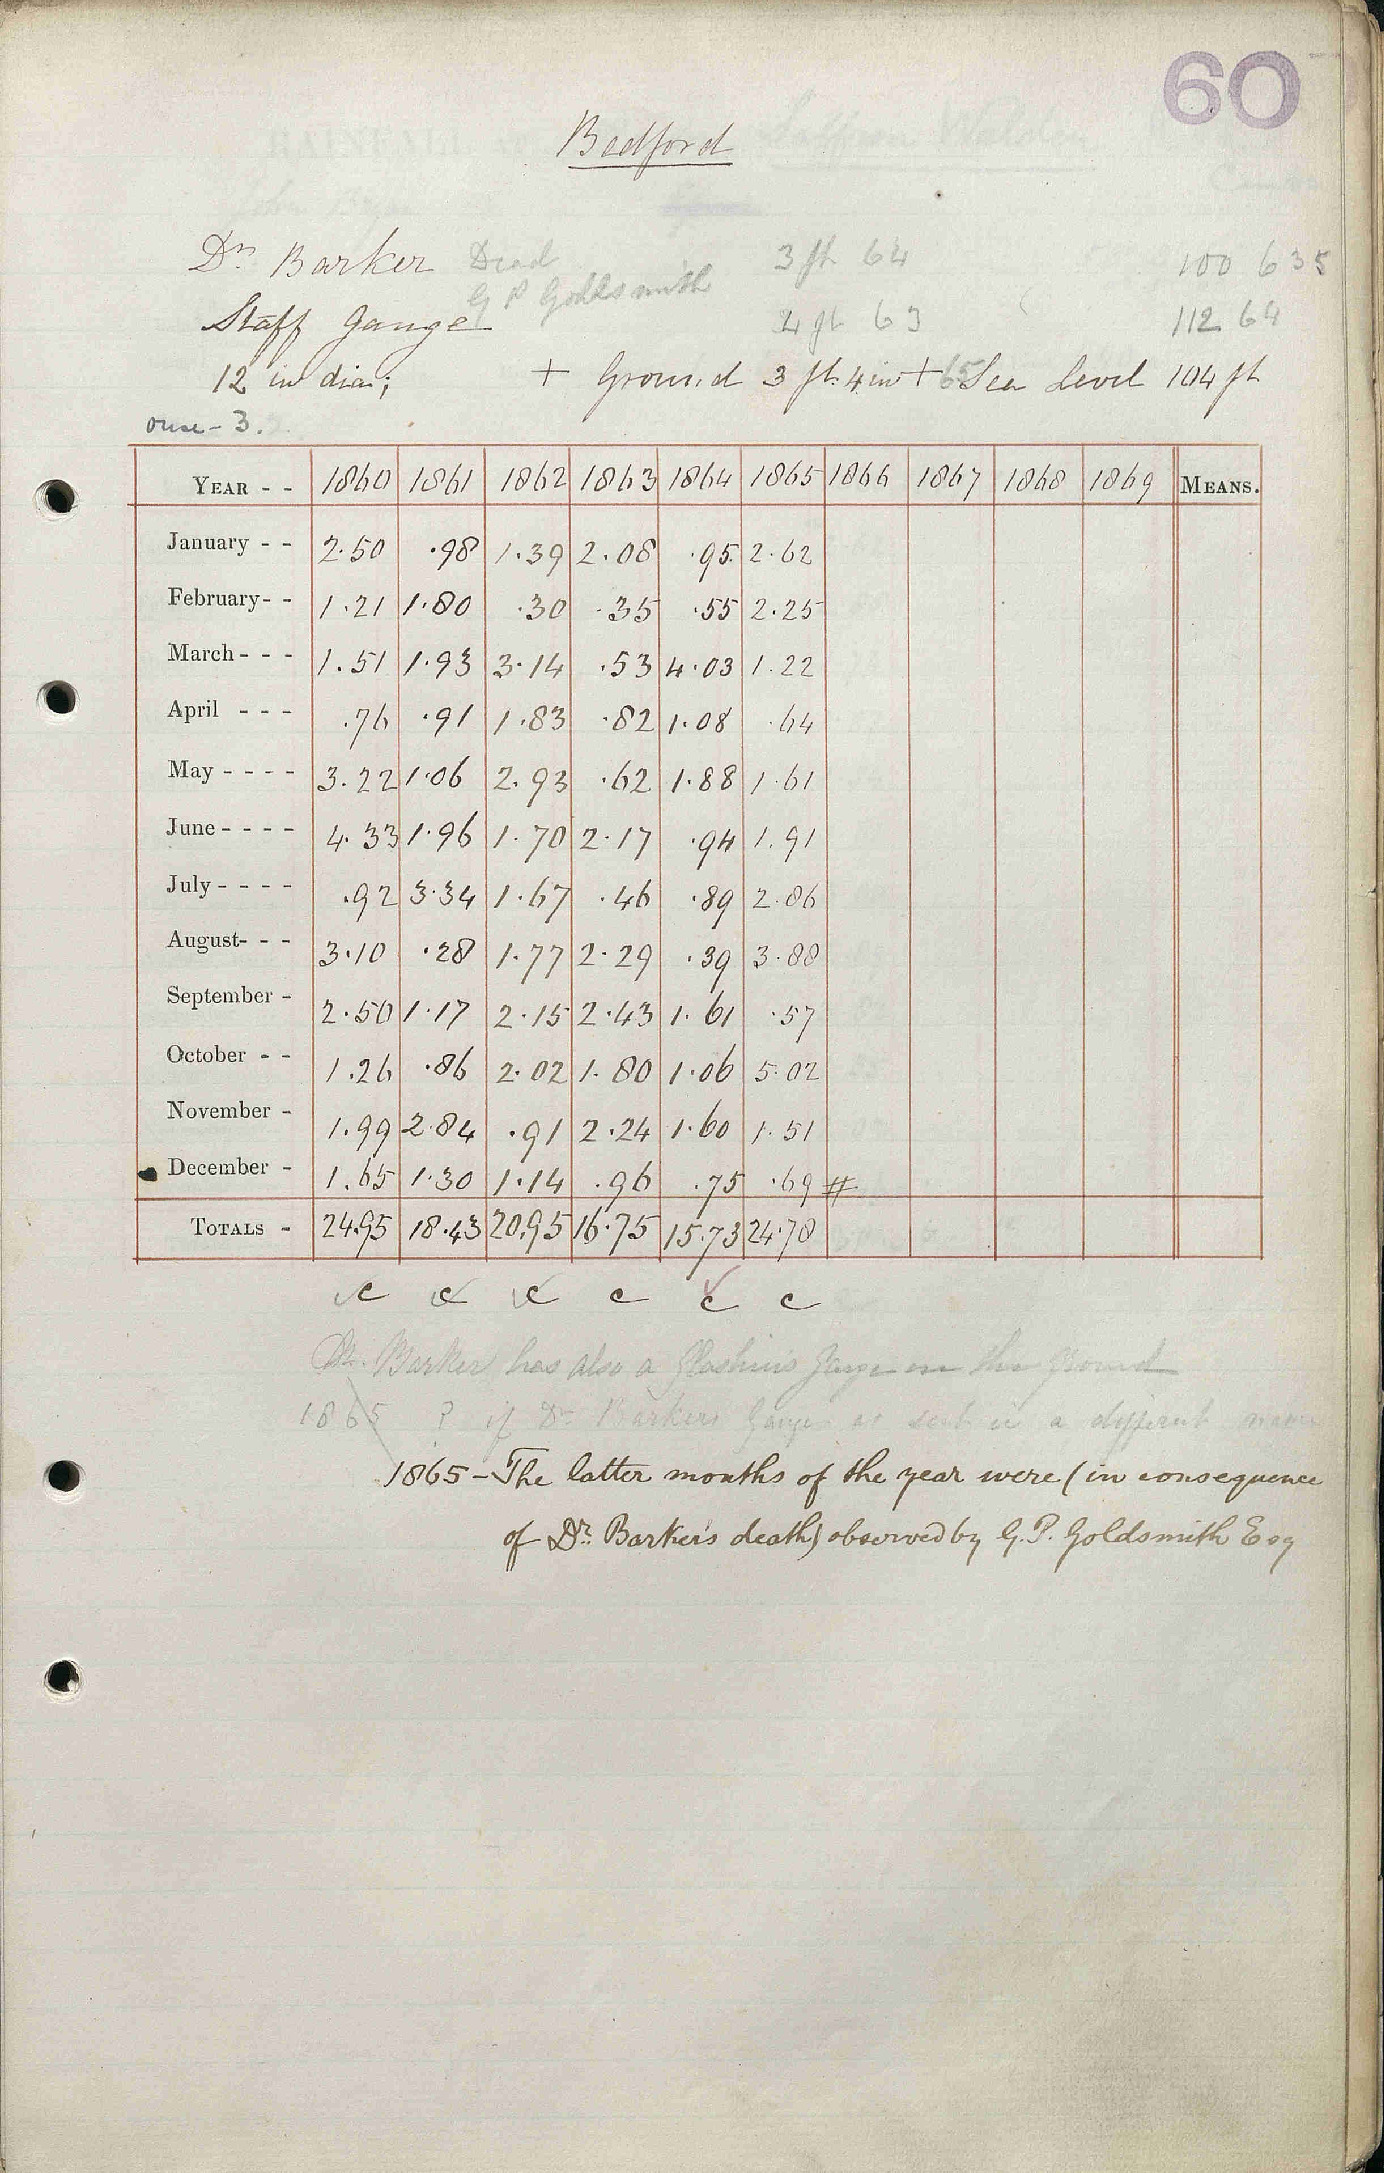 60
Bedford
Dr. Barker Dead 3 ft 64 100 635
G P Goldsmith
Staff Gauge 4 ft 63 112 64
12 in dia; + Ground 3 ft. 4 in + 65 Sea Level 104 ft
Ouse - 3.
YEAR - - 1860 1861 1862 1863 1864 1865 1866 1867 1868 1869 MEANS.
January - - 2.50 .98 1.39 2.08 .95 2.62
February - - 1.21 1.80 .30 .35 .55 2.25
March - - - 1.51 1.93 3.14 .53 4.03 1.22
April - - - .76 .91 1.83 .82 1.08 .64
May - - - - 3.22 1.06 2.93 .62 1.88 1.61
June - - - - 4.33 1.96 1.70 2.17 .94 1.91
July - - - - .92 3.34 1.67 .46 .89 2.86
August - - - 3.10 .28 1.77 2.29 .39 3.88
September - 2.50 1.17 2.15 2.43 1.61 .57
October - - 1.26 .86 2.02 1.80 1.06 5.02
November - 1.99 2.84 .91 2.24 1.60 1.51
December - 1.65 1.30 1.14 .96 .75 .69 #
TOTALS - 24.95 18.43 20.95 16.75 15.73 24.78
c c c c c c
Dr. Barker has also a Glaishers Gauge on the ground
1865 ? if Dr Barkers Gauge as sent is a different
1865 - The latter months of the year were (in consequence
of Dr. Barker's death) observed by G. P. Goldsmith Esq